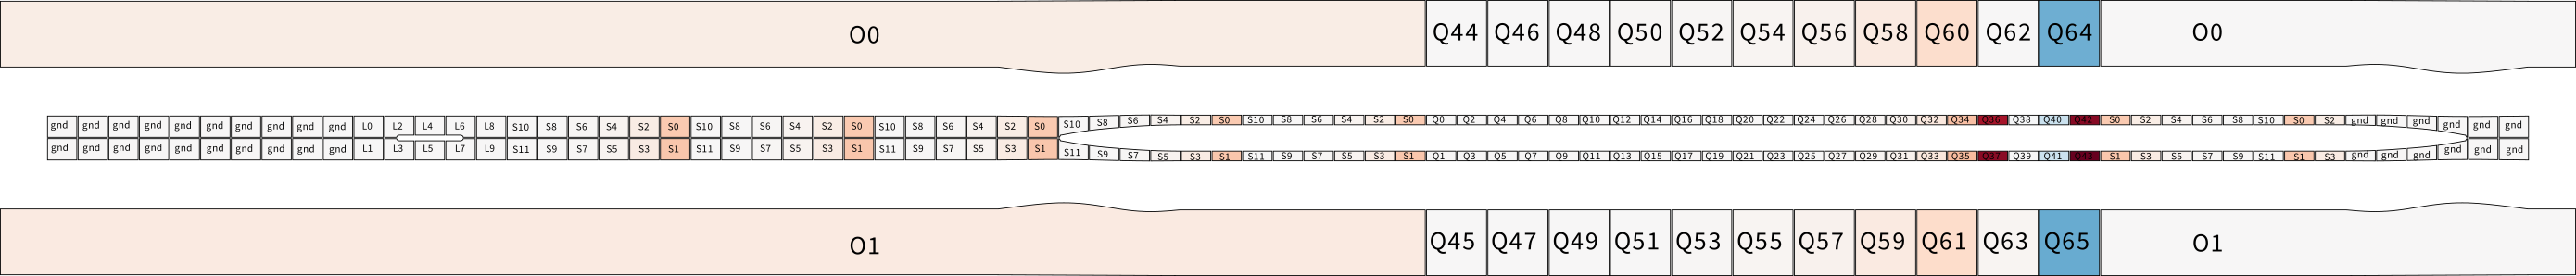 O0 Q44 Q46 Q48 Q50 Q52 Q54 Q56 Q58 Q60 Q62 Q64 O0
gnd gnd gnd gnd gnd gnd gnd gnd gnd gnd L0 L2 L4 L6 L8 S10 S8 S6 S4 S2 S0 S10 S8 S6 S4 S2 S0 S10 S8 S6 S4 S2 S0 S10 S8 S6 S4 S2 S0 S10 S8 S6 S4 S2 S0 Q0 Q2 Q4 Q6 Q8 Q10 Q12 Q14 Q16 Q18 Q20 Q22 Q24 Q26 Q28 Q30 Q32 Q34 Q36 Q38 Q40 Q42 S0 S2 S4 S6 S8 S10 S0 S2 gnd gnd gnd gnd gnd gnd
gnd gnd gnd gnd gnd gnd gnd gnd gnd gnd L1 L3 L5 L7 L9 S11 S9 S7 S5 S3 S1 S11 S9 S7 S5 S3 S1 S11 S9 S7 S5 S3 S1 S11 S9 S7 S5 S3 S1 S11 S9 S7 S5 S3 S1 Q1 Q3 Q5 Q7 Q9 Q11 Q13 Q15 Q17 Q19 Q21 Q23 Q25 Q27 Q29 Q31 Q33 Q35 Q37 Q39 Q41 Q43 S1 S3 S5 S7 S9 S11 S1 S3 gnd gnd gnd gnd gnd gnd
O1 Q45 Q47 Q49 Q51 Q53 Q55 Q57 Q59 Q61 Q63 Q65 O1